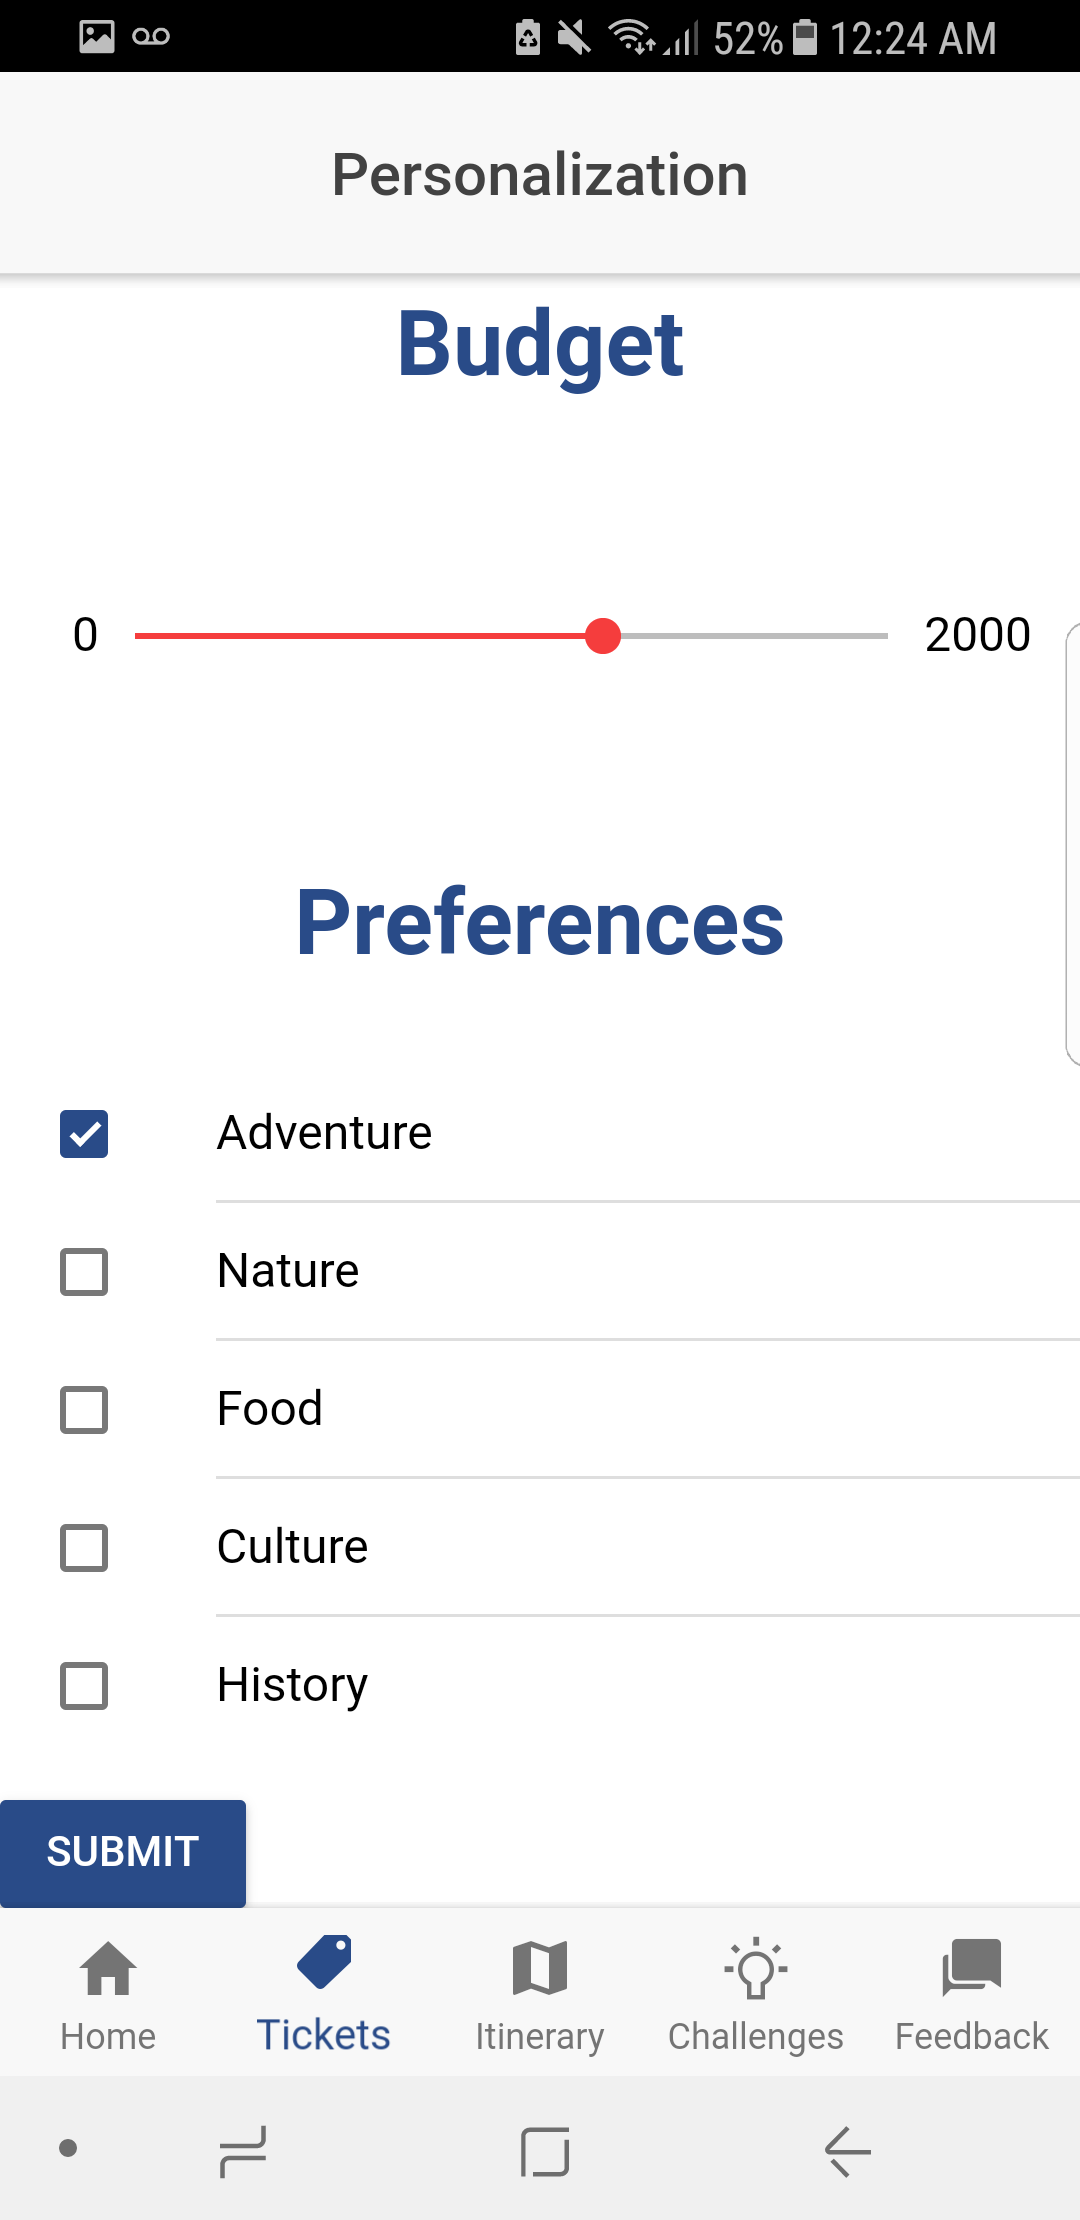 52% 12:24 AM
Personalization
Budget
0 2000
Preferences
Adventure
Nature
Food
Culture
History
SUBMIT
Home Tickets Itinerary Challenges Feedback